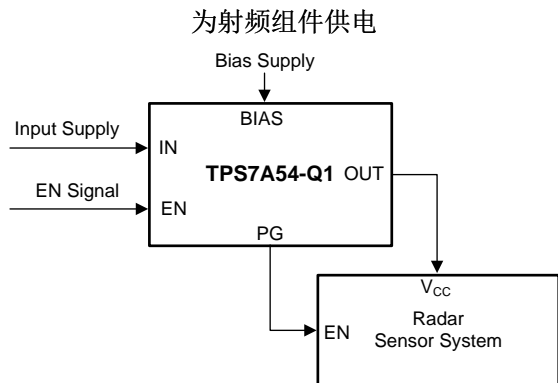 为射频组件供电
Bias Supply
BIAS
Input Supply
IN
TPS7A54-Q1 OUT
EN Signal
EN
PG
VCC
Radar
EN
Sensor System